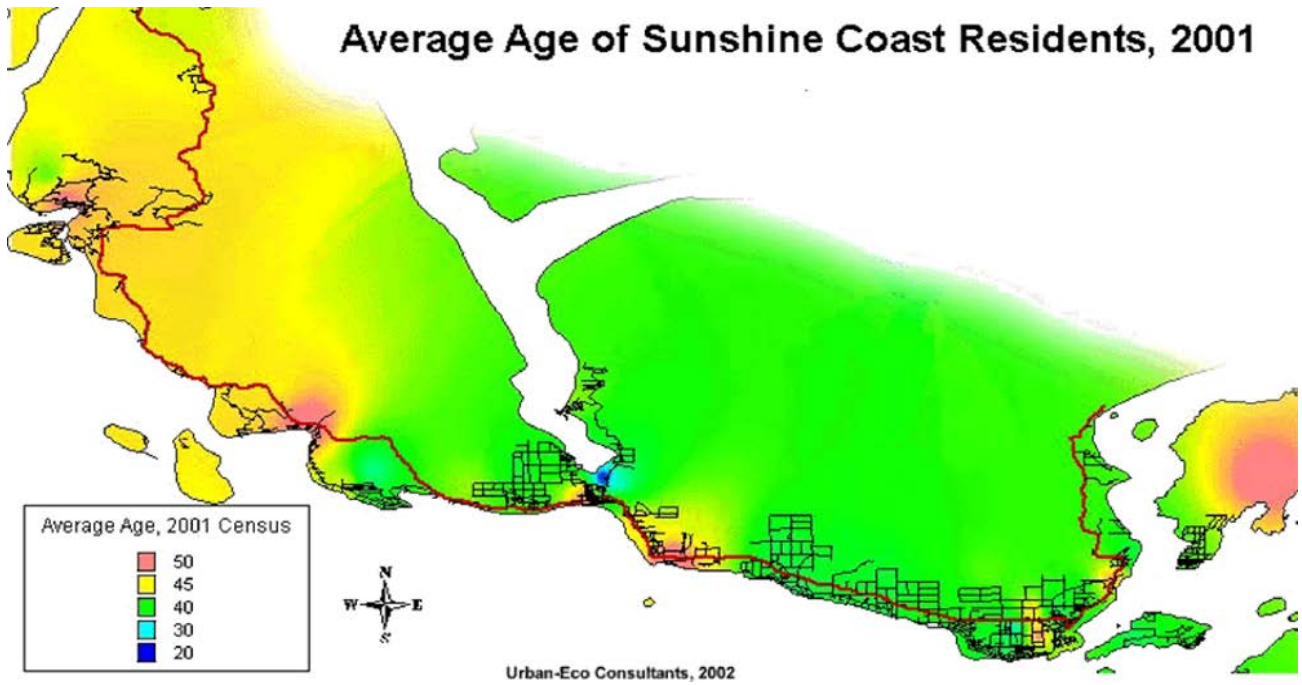 Average Age of Sunshine Coast Residents, 2001
Average Age, 2001 Census
50
45
40
30
20
N
W E
S
Urban-Eco Consultants, 2002